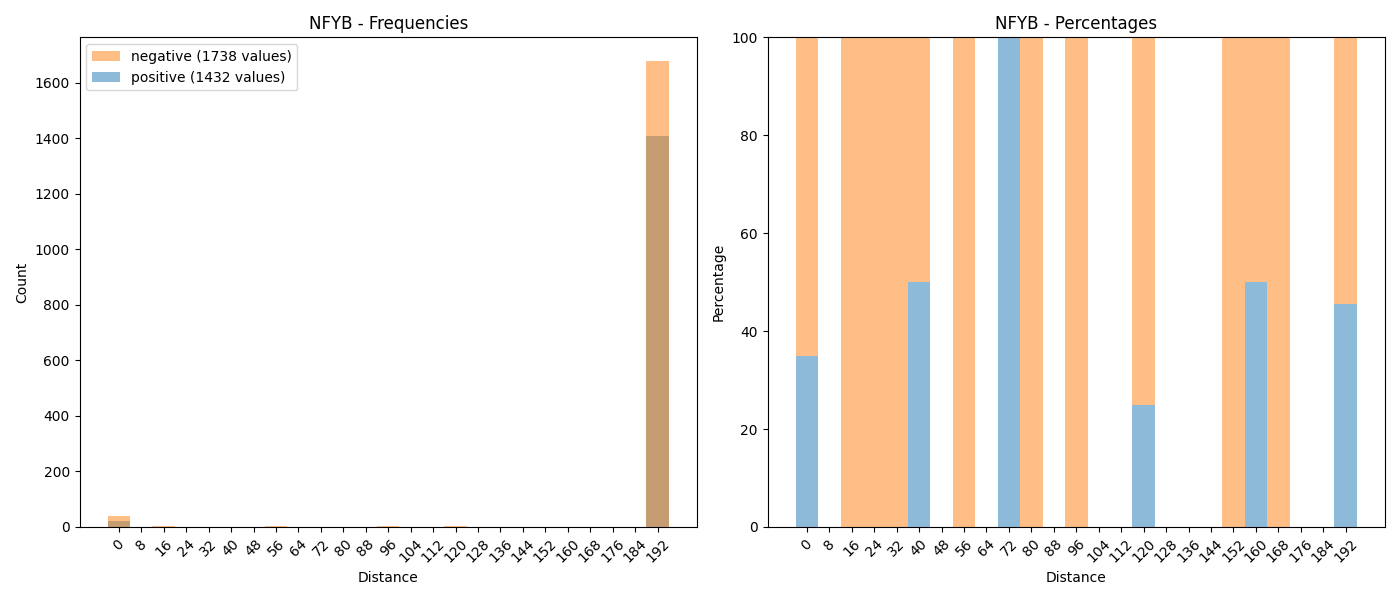 NFYB - Frequencies
negative (1738 values)
positive (1432 values)
Count
1600
1400
1200
1000
800
600
400
200
0
0 8 16 24 32 40 48 56 64 72 80 88 96 104 112 120 128 136 144 152 160 168 176 184 192
Distance
NFYB - Percentages
Percentage
100
80
60
40
20
0
0 8 16 24 32 40 48 56 64 72 80 88 96 104 112 120 128 136 144 152 160 168 176 184 192
Distance